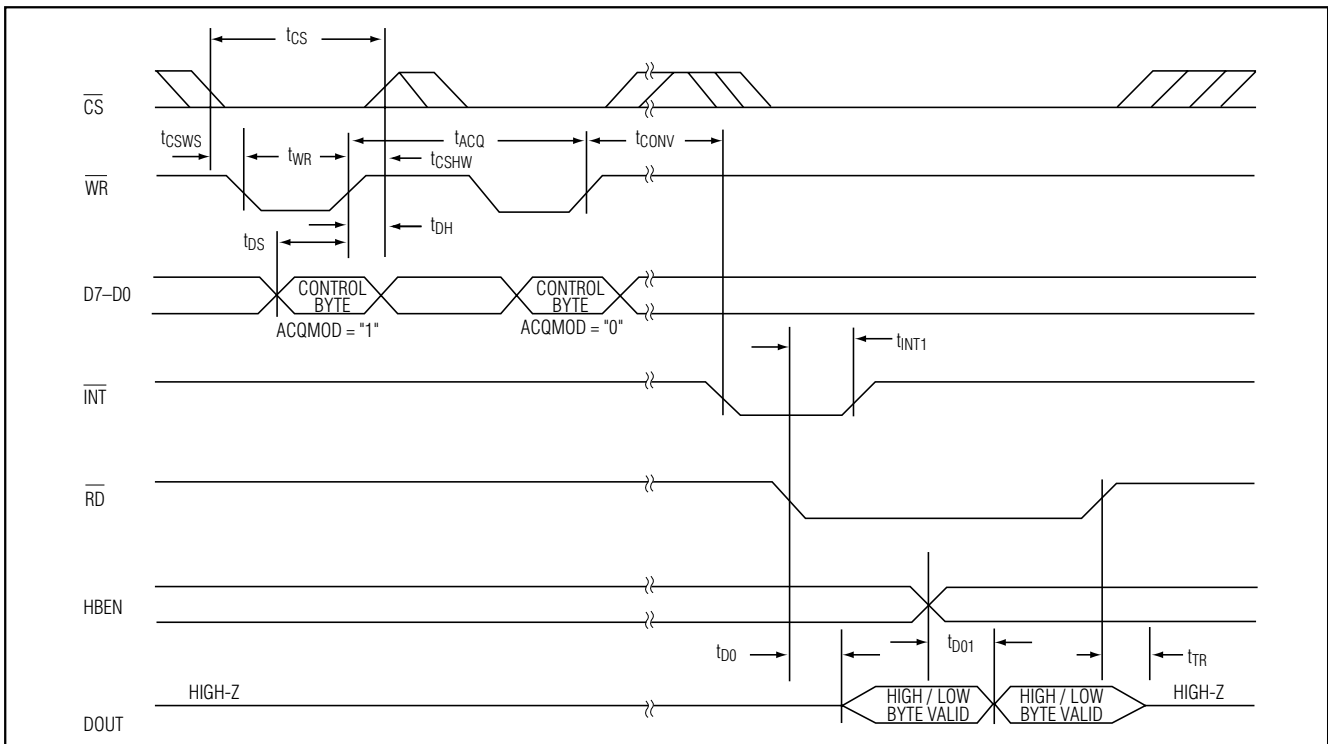 tCS
CS
tCSWS
tWR
tACQ
tCONV
tCSHW
WR
tDH
tDS
D7–D0
CONTROL
BYTE
CONTROL
BYTE
ACQMOD = "1"
ACQMOD = "0"
tINT1
INT
RD
HBEN
tD0
tD01
tTR
HIGH-Z
HIGH / LOW
BYTE VALID
HIGH / LOW
BYTE VALID
HIGH-Z
DOUT